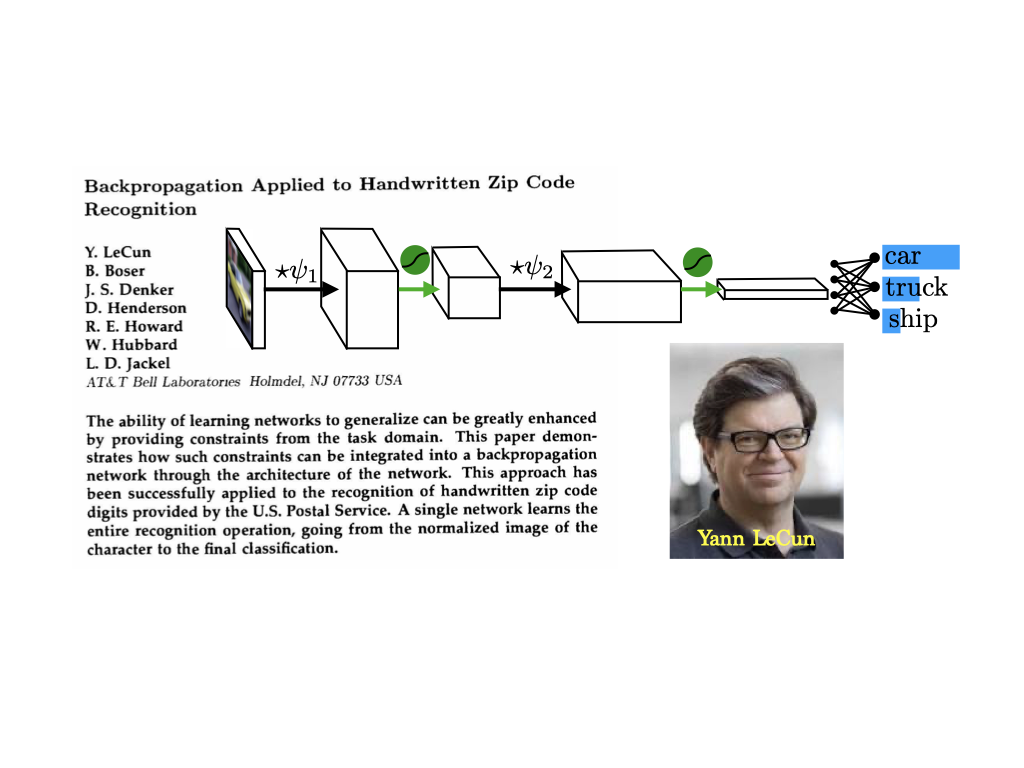 Backpropagation Applied to Handwritten Zip Code
Recognition
Y. LeCun
B. Boser
J. S. Denker
D. Henderson
R. E. Howard
W. Hubbard
L. D. Jackel
AT&T Bell Laboratories Holmdel, NJ 07733 USA
The ability of learning networks to generalize can be greatly enhanced
by providing constraints from the task domain. This paper demon-
strates how such constraints can be integrated into a backpropagation
network through the architecture of the network. This approach has
been successfully applied to the recognition of handwritten zip code
digits provided by the U.S. Postal Service. A single network learns the
entire recognition operation, going from the normalized image of the
character to the final classification.
⋆ψ₁
⋆ψ₂
car
truck
ship
Yann LeCun